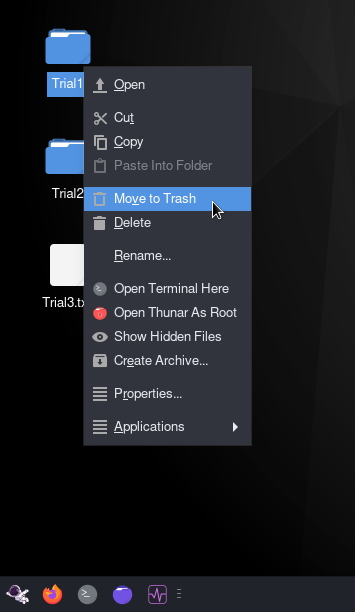 Trial1
Open
Cut
Copy
Paste Into Folder
Move to Trash
Trial2
Delete
Rename...
Open Terminal Here
Trial3.tx
Open Thunar As Root
Show Hidden Files
Create Archive...
Properties...
Applications